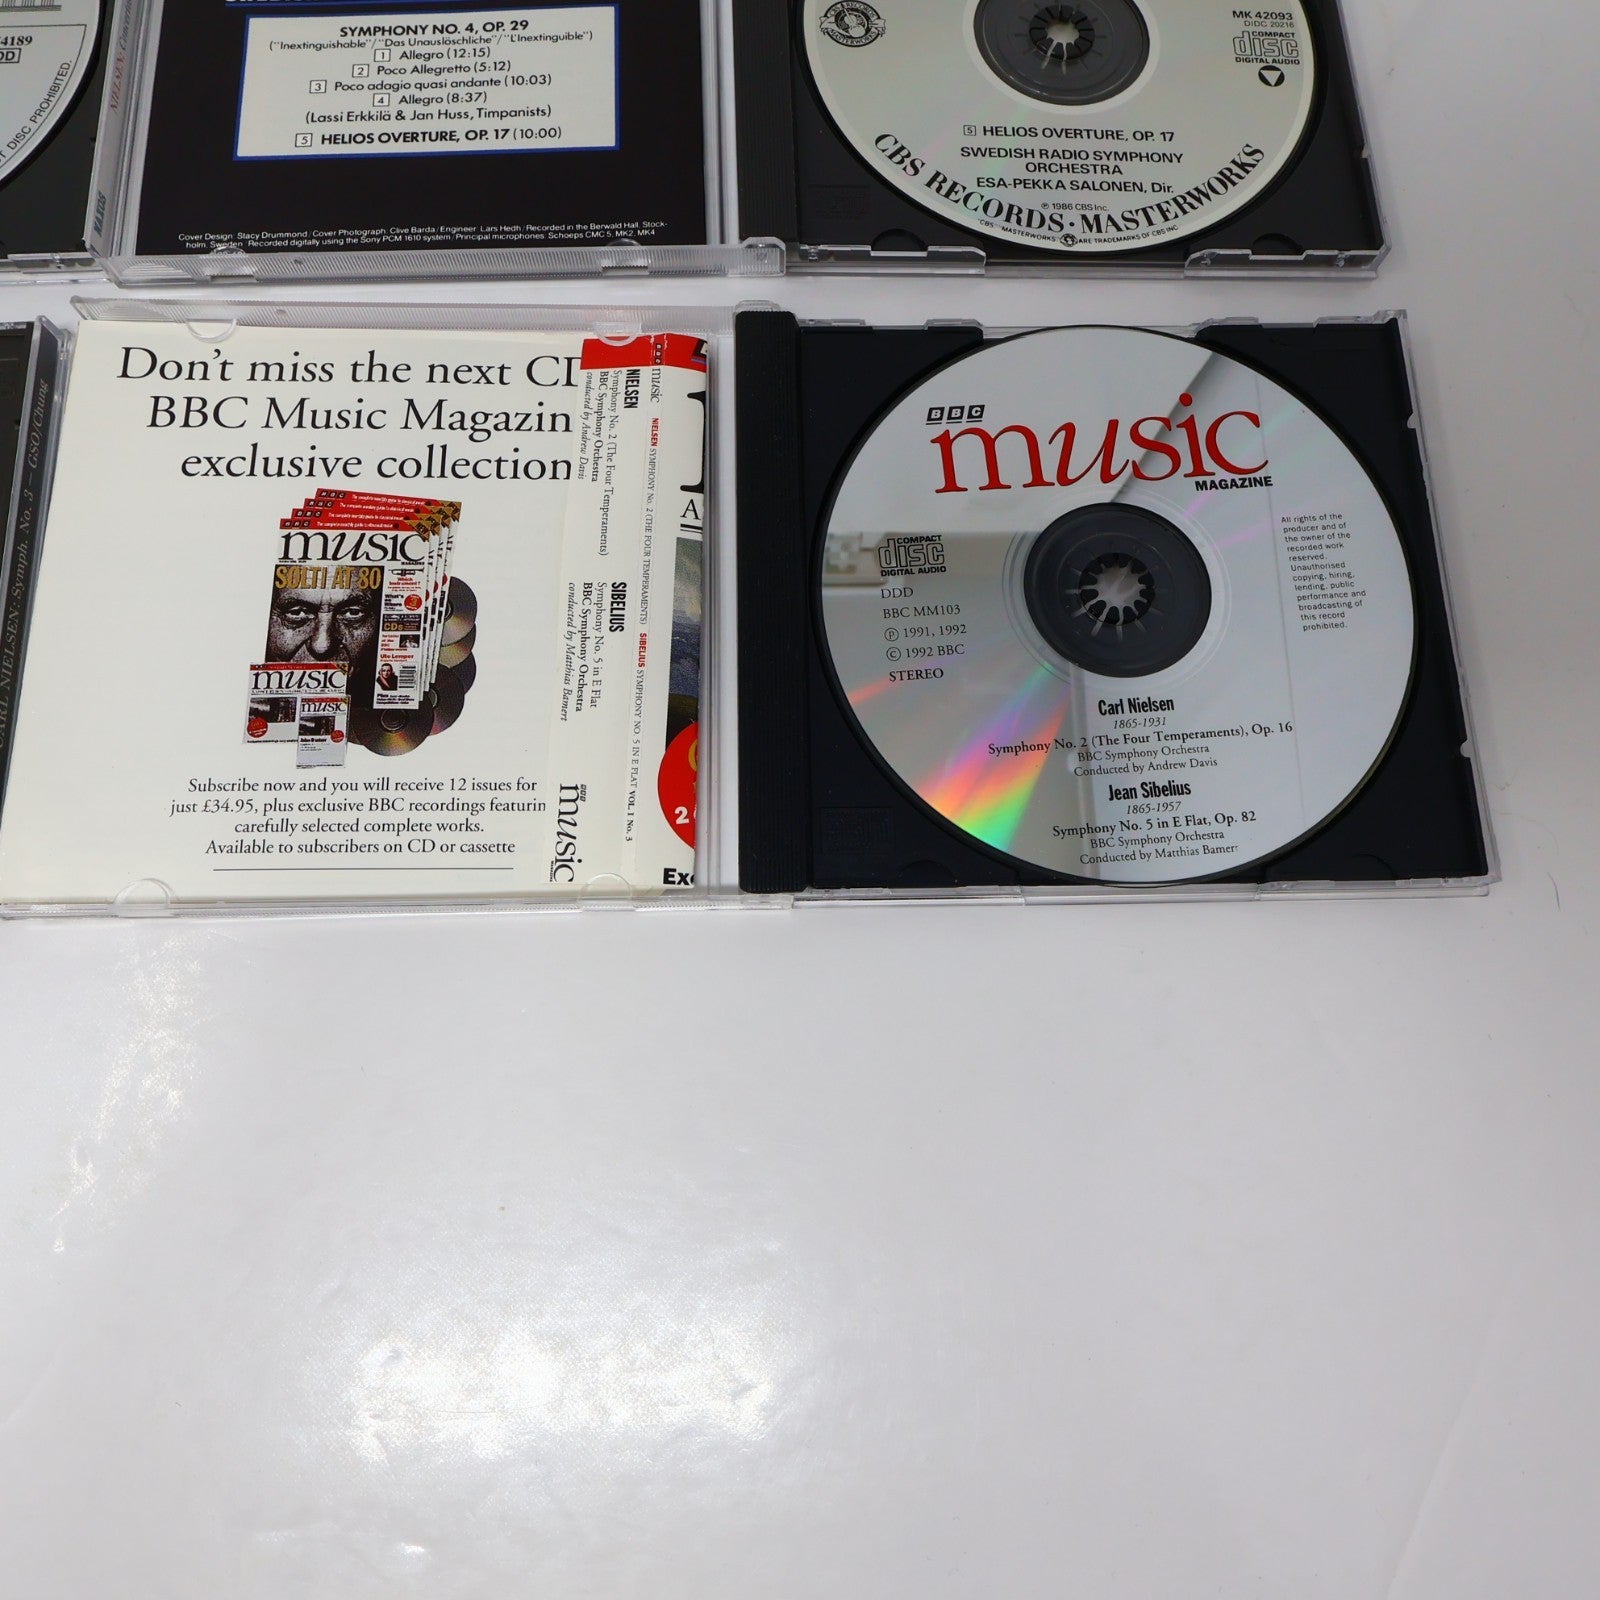 4189
DISC PROHIBITED.
NAXOS
SYMPHONY NO. 4, OP. 29
("Inextinguishable"/"Das Unauslöschliche"/"L'Inextinguible")
1 Allegro (12:15)
2 Poco Allegretto (5:12)
3 Poco adagio quasi andante (10:03)
4 Allegro (8:37)
(Lassi Erkkilä & Jan Huss, Timpanists)
5 HELIOS OVERTURE, OP. 17 (10:00)
Cover Design: Stacy Drummond/Cover Photograph: Clive Barda/Engineer: Lars Hedh/Recorded in the Berwald Hall, Stock-
holm, Sweden. Recorded digitally using the Sony PCM 1610 system/Principal microphones: Schoeps CMC 5, MK2, MK4
MK 42093
DIDC 20216
COMPACT
disc
DIGITAL AUDIO
5 HELIOS OVERTURE, OP. 17
SWEDISH RADIO SYMPHONY
ORCHESTRA
ESA-PEKKA SALONEN, Dir.
℗ 1986 CBS Inc.
CBS RECORDS · MASTERWORKS
CARL NIELSEN: Symph. No. 3 – GSO/Chung
Don't miss the next CD
BBC Music Magazin
exclusive collection
music
SOLTI AT 80
music
music
Subscribe now and you will receive 12 issues for
just £34.95, plus exclusive BBC recordings featurin
carefully selected complete works.
Available to subscribers on CD or cassette
NIELSEN
Symphony No. 2 (The Four Temperaments)
BBC Symphony Orchestra
conducted by Andrew Davis
SIBELIUS
Symphony No. 5 in E Flat
BBC Symphony Orchestra
conducted by Matthias Bamert
BBC music
BBC music NIELSEN SYMPHONY NO. 2 (THE FOUR TEMPERAMENTS) SIBELIUS SYMPHONY NO. 5 IN E FLAT VOL I No. 3
BBC
music
MAGAZINE
COMPACT
disc
DIGITAL AUDIO
DDD
BBC MM103
℗ 1991, 1992
© 1992 BBC
STEREO
All rights of the
producer and of
the owner of the
recorded work
reserved.
Unauthorised
copying, hiring,
lending, public
performance and
broadcasting of
this record
prohibited.
Carl Nielsen
1865-1931
Symphony No. 2 (The Four Temperaments), Op. 16
BBC Symphony Orchestra
Conducted by Andrew Davis
Jean Sibelius
1865-1957
Symphony No. 5 in E Flat, Op. 82
BBC Symphony Orchestra
Conducted by Matthias Bamert